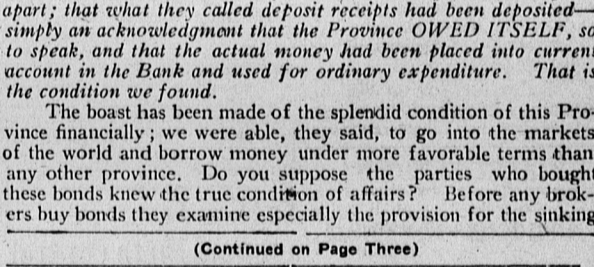 apart; that what they called deposit receipts had been deposited—
simply an acknowledgment that the Province OWED ITSELF, so
to speak, and that the actual money had been placed into current
account in the Bank and used for ordinary expenditure. That is
the condition we found.
The boast has been made of the splendid condition of this Pro-
vince financially; we were able, they said, to go into the markets
of the world and borrow money under more favorable terms than
any other province. Do you suppose the parties who bought
these bonds knew the true condition of affairs? Before any brok-
ers buy bonds they examine especially the provision for the sinking
(Continued on Page Three)